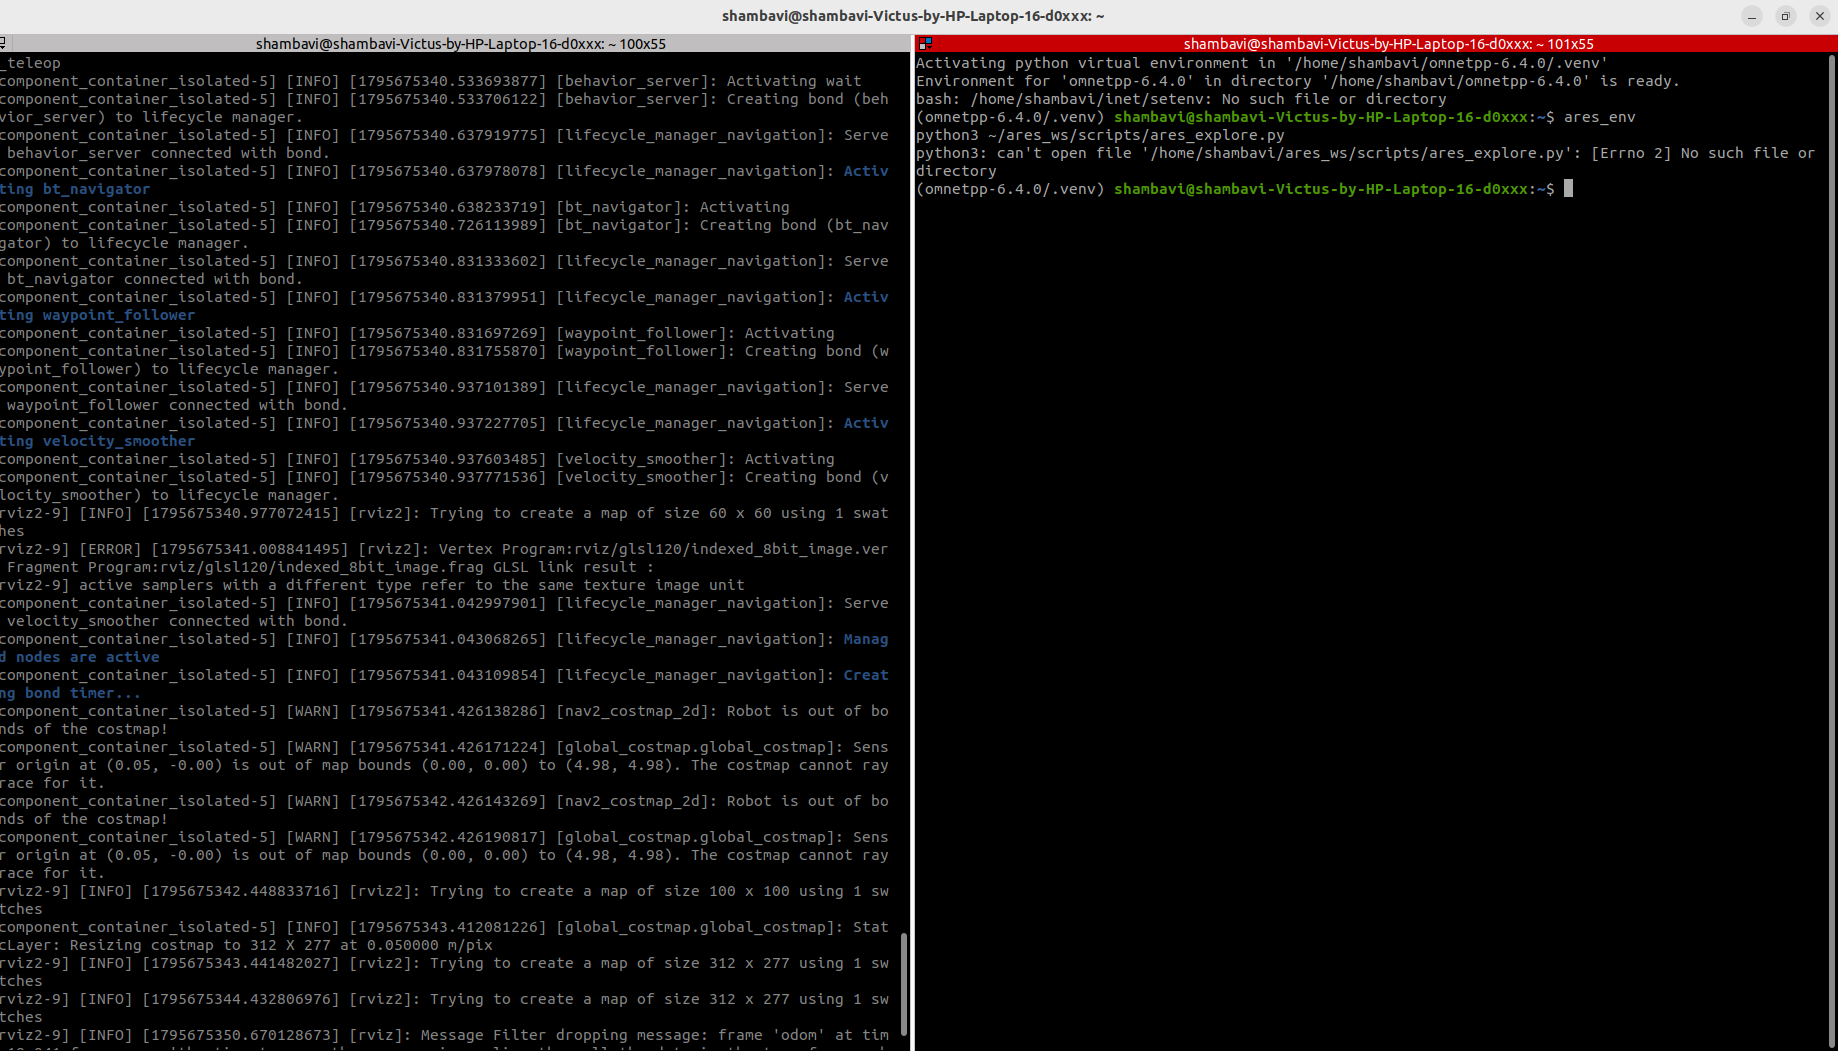 shambavi@shambavi-Victus-by-HP-Laptop-16-d0xxx: ~
shambavi@shambavi-Victus-by-HP-Laptop-16-d0xxx: ~ 100x55
_teleop
component_container_isolated-5] [INFO] [1795675340.533693877] [behavior_server]: Activating wait
component_container_isolated-5] [INFO] [1795675340.533706122] [behavior_server]: Creating bond (beh
vior_server) to lifecycle manager.
component_container_isolated-5] [INFO] [1795675340.637919775] [lifecycle_manager_navigation]: Serve
behavior_server connected with bond.
component_container_isolated-5] [INFO] [1795675340.637978078] [lifecycle_manager_navigation]: Activ
ting bt_navigator
component_container_isolated-5] [INFO] [1795675340.638233719] [bt_navigator]: Activating
component_container_isolated-5] [INFO] [1795675340.726113989] [bt_navigator]: Creating bond (bt_nav
gator) to lifecycle manager.
component_container_isolated-5] [INFO] [1795675340.831333602] [lifecycle_manager_navigation]: Serve
bt_navigator connected with bond.
component_container_isolated-5] [INFO] [1795675340.831379951] [lifecycle_manager_navigation]: Activ
ting waypoint_follower
component_container_isolated-5] [INFO] [1795675340.831697269] [waypoint_follower]: Activating
component_container_isolated-5] [INFO] [1795675340.831755870] [waypoint_follower]: Creating bond (w
ypoint_follower) to lifecycle manager.
component_container_isolated-5] [INFO] [1795675340.937101389] [lifecycle_manager_navigation]: Serve
waypoint_follower connected with bond.
component_container_isolated-5] [INFO] [1795675340.937227705] [lifecycle_manager_navigation]: Activ
ting velocity_smoother
component_container_isolated-5] [INFO] [1795675340.937603485] [velocity_smoother]: Activating
component_container_isolated-5] [INFO] [1795675340.937771536] [velocity_smoother]: Creating bond (v
locity_smoother) to lifecycle manager.
rviz2-9] [INFO] [1795675340.977072415] [rviz2]: Trying to create a map of size 60 x 60 using 1 swat
hes
rviz2-9] [ERROR] [1795675341.008841495] [rviz2]: Vertex Program:rviz/glsl120/indexed_8bit_image.ver
Fragment Program:rviz/glsl120/indexed_8bit_image.frag GLSL link result :
rviz2-9] active samplers with a different type refer to the same texture image unit
component_container_isolated-5] [INFO] [1795675341.042997901] [lifecycle_manager_navigation]: Serve
velocity_smoother connected with bond.
component_container_isolated-5] [INFO] [1795675341.043068265] [lifecycle_manager_navigation]: Manag
d nodes are active
component_container_isolated-5] [INFO] [1795675341.043109854] [lifecycle_manager_navigation]: Creat
ng bond timer...
component_container_isolated-5] [WARN] [1795675341.426138286] [nav2_costmap_2d]: Robot is out of bo
nds of the costmap!
component_container_isolated-5] [WARN] [1795675341.426171224] [global_costmap.global_costmap]: Sens
r origin at (0.05, -0.00) is out of map bounds (0.00, 0.00) to (4.98, 4.98). The costmap cannot ray
race for it.
component_container_isolated-5] [WARN] [1795675342.426143269] [nav2_costmap_2d]: Robot is out of bo
nds of the costmap!
component_container_isolated-5] [WARN] [1795675342.426190817] [global_costmap.global_costmap]: Sens
r origin at (0.05, -0.00) is out of map bounds (0.00, 0.00) to (4.98, 4.98). The costmap cannot ray
race for it.
rviz2-9] [INFO] [1795675342.448833716] [rviz2]: Trying to create a map of size 100 x 100 using 1 sw
tches
component_container_isolated-5] [INFO] [1795675343.412081226] [global_costmap.global_costmap]: Stat
cLayer: Resizing costmap to 312 X 277 at 0.050000 m/pix
rviz2-9] [INFO] [1795675343.441482027] [rviz2]: Trying to create a map of size 312 x 277 using 1 sw
tches
rviz2-9] [INFO] [1795675344.432806976] [rviz2]: Trying to create a map of size 312 x 277 using 1 sw
tches
rviz2-9] [INFO] [1795675350.670128673] [rviz]: Message Filter dropping message: frame 'odom' at tim
shambavi@shambavi-Victus-by-HP-Laptop-16-d0xxx: ~ 101x55
Activating python virtual environment in '/home/shambavi/omnetpp-6.4.0/.venv'
Environment for 'omnetpp-6.4.0' in directory '/home/shambavi/omnetpp-6.4.0' is ready.
bash: /home/shambavi/inet/setenv: No such file or directory
(omnetpp-6.4.0/.venv) shambavi@shambavi-Victus-by-HP-Laptop-16-d0xxx:~$ ares_env
python3 ~/ares_ws/scripts/ares_explore.py
python3: can't open file '/home/shambavi/ares_ws/scripts/ares_explore.py': [Errno 2] No such file or
directory
(omnetpp-6.4.0/.venv) shambavi@shambavi-Victus-by-HP-Laptop-16-d0xxx:~$